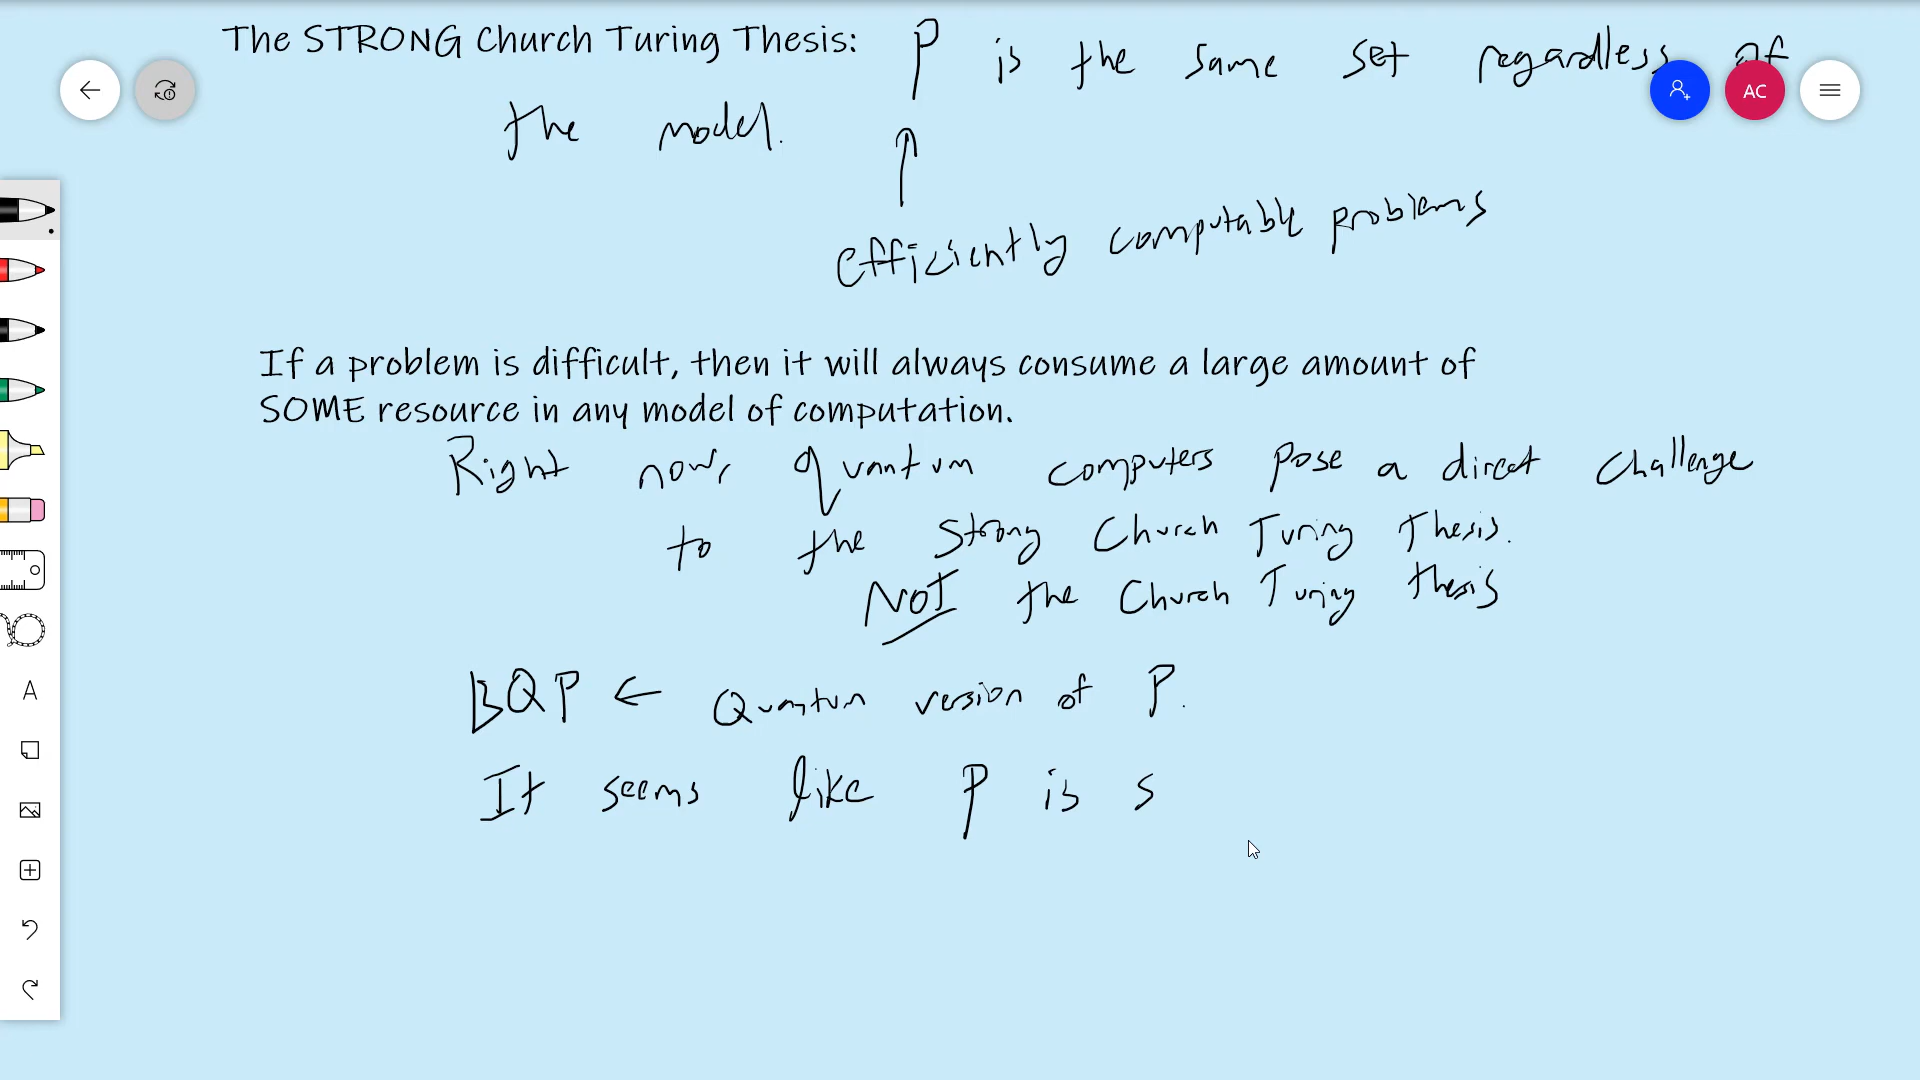 The STRONG Church Turing Thesis: P is the same set regardless of
the model.
efficiently computable problems
If a problem is difficult, then it will always consume a large amount of
SOME resource in any model of computation.
Right now, quantum computers pose a direct challenge
to the Strong Church Turing Thesis.
NOT the Church Turing thesis
BQP ← Quantum version of P.
It seems like P is s
AC
A